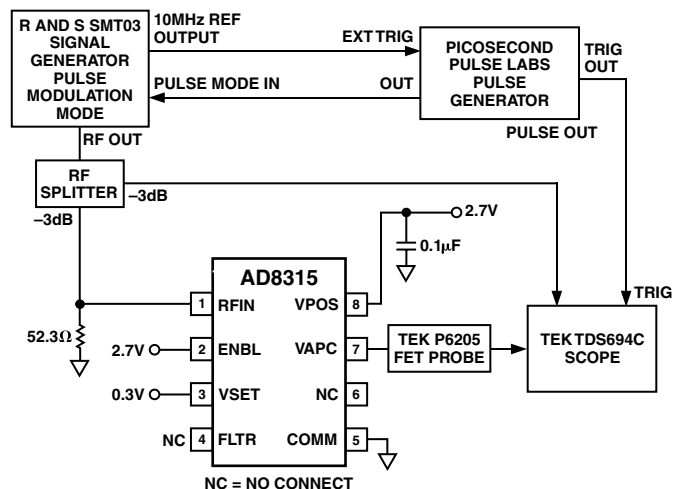 R AND S SMT03
SIGNAL
GENERATOR
PULSE
MODULATION
MODE
10MHz REF
OUTPUT
EXT TRIG
PICOSECOND
PULSE LABS
PULSE
GENERATOR
TRIG
OUT
PULSE MODE IN
OUT
PULSE OUT
RF OUT
RF
SPLITTER
–3dB
–3dB
2.7V
0.1μF
AD8315
1 RFIN
VPOS 8
52.3Ω
2.7V
2 ENBL
VAPC 7
0.3V
3 VSET
NC 6
NC
4 FLTR
COMM 5
TEK P6205
FET PROBE
TRIG
TEK TDS694C
SCOPE
NC = NO CONNECT